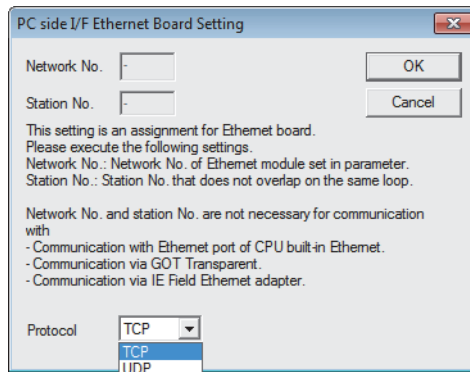 PC side I/F Ethernet Board Setting
Network No. -
OK
Station No. -
Cancel
This setting is an assignment for Ethernet board.
Please execute the following settings.
Network No.: Network No. of Ethernet module set in parameter.
Station No.: Station No. that does not overlap on the same loop.
Network No. and station No. are not necessary for communication
with
- Communication with Ethernet port of CPU built-in Ethernet.
- Communication via GOT Transparent.
- Communication via IE Field Ethernet adapter.
Protocol TCP
TCP
UDP